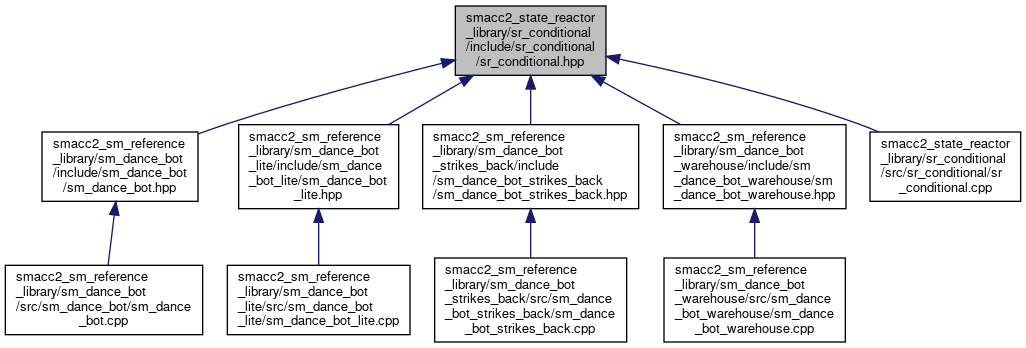 smacc2_state_reactor
_library/sr_conditional
/include/sr_conditional
/sr_conditional.hpp
smacc2_sm_reference
_library/sm_dance_bot
/include/sm_dance_bot
/sm_dance_bot.hpp
smacc2_sm_reference
_library/sm_dance_bot
_lite/include/sm_dance
_bot_lite/sm_dance_bot
_lite.hpp
smacc2_sm_reference
_library/sm_dance_bot
_strikes_back/include
/sm_dance_bot_strikes_back
/sm_dance_bot_strikes_back.hpp
smacc2_sm_reference
_library/sm_dance_bot
_warehouse/include/sm
_dance_bot_warehouse/sm
_dance_bot_warehouse.hpp
smacc2_state_reactor
_library/sr_conditional
/src/sr_conditional/sr
_conditional.cpp
smacc2_sm_reference
_library/sm_dance_bot
/src/sm_dance_bot/sm_dance
_bot.cpp
smacc2_sm_reference
_library/sm_dance_bot
_lite/src/sm_dance_bot
_lite/sm_dance_bot_lite.cpp
smacc2_sm_reference
_library/sm_dance_bot
_strikes_back/src/sm_dance
_bot_strikes_back/sm_dance
_bot_strikes_back.cpp
smacc2_sm_reference
_library/sm_dance_bot
_warehouse/src/sm_dance
_bot_warehouse/sm_dance
_bot_warehouse.cpp